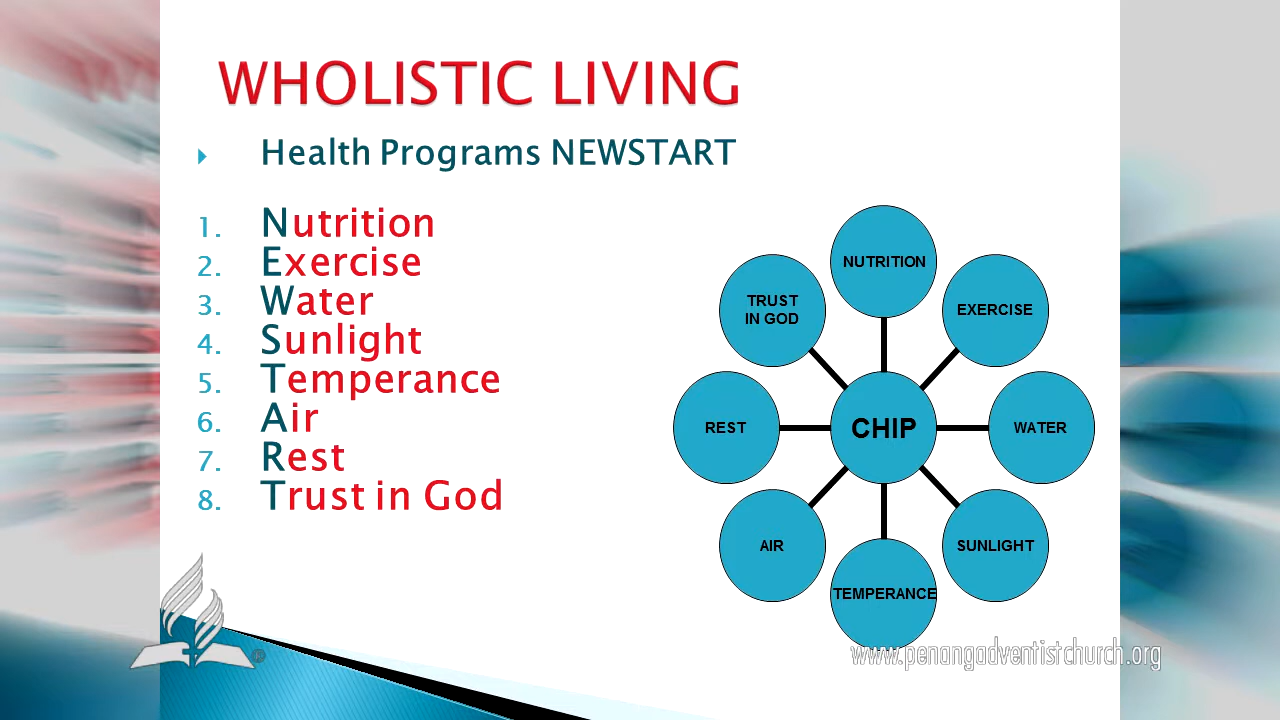 WHOLISTIC LIVING
Health Programs NEWSTART
1. Nutrition
2. Exercise
3. Water
4. Sunlight
5. Temperance
6. Air
7. Rest
8. Trust in God
NUTRITION
EXERCISE
WATER
SUNLIGHT
TEMPERANCE
AIR
REST
TRUST
IN GOD
CHIP
www.penangadventistchurch.org
®